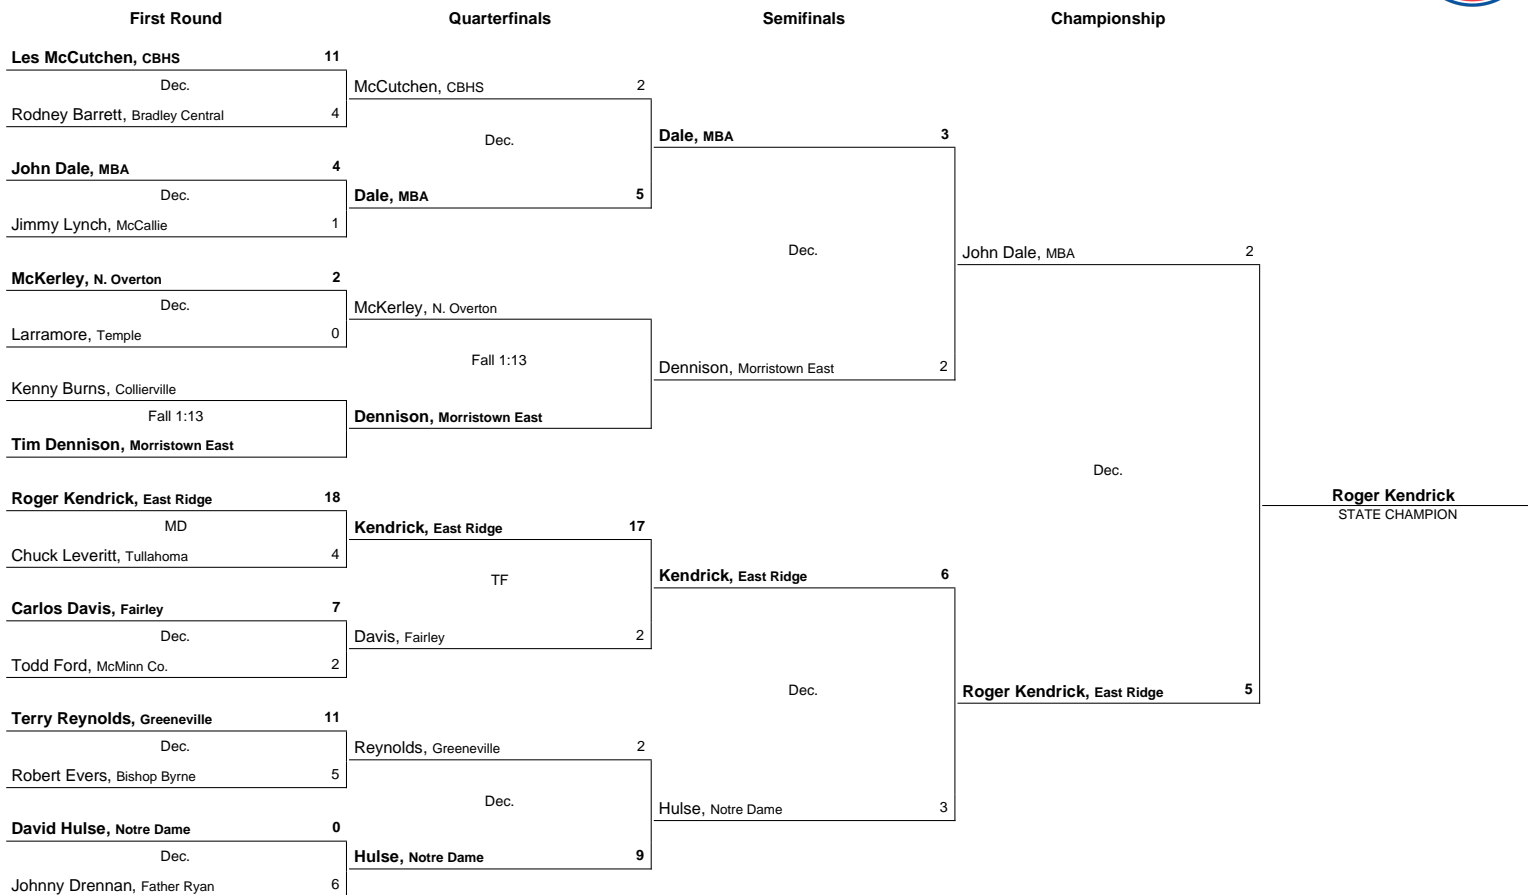 First Round Quarterfinals Semifinals Championship
Les McCutchen, CBHS 11
Dec.
McCutchen, CBHS 2
Rodney Barrett, Bradley Central 4
Dec.
Dale, MBA 3
John Dale, MBA 4
Dec.
Dale, MBA 5
Jimmy Lynch, McCallie 1
Dec.
John Dale, MBA 2
McKerley, N. Overton 2
Dec.
McKerley, N. Overton
Larramore, Temple 0
Fall 1:13
Dennison, Morristown East 2
Kenny Burns, Collierville
Fall 1:13
Dennison, Morristown East
Tim Dennison, Morristown East
Dec.
Roger Kendrick
STATE CHAMPION
Roger Kendrick, East Ridge 18
MD
Kendrick, East Ridge 17
Chuck Leveritt, Tullahoma 4
TF
Kendrick, East Ridge 6
Carlos Davis, Fairley 7
Dec.
Davis, Fairley 2
Todd Ford, McMinn Co. 2
Dec.
Roger Kendrick, East Ridge 5
Terry Reynolds, Greeneville 11
Dec.
Reynolds, Greeneville 2
Robert Evers, Bishop Byrne 5
Dec.
Hulse, Notre Dame 3
David Hulse, Notre Dame 0
Dec.
Hulse, Notre Dame 9
Johnny Drennan, Father Ryan 6